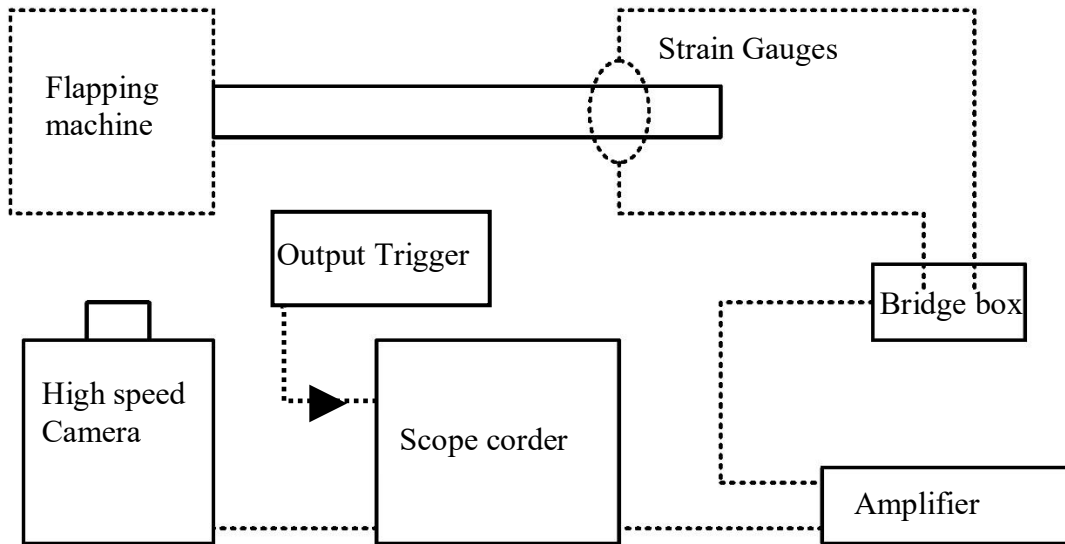 Flapping
machine
Strain Gauges
Output Trigger
Bridge box
High speed
Camera
Scope corder
Amplifier